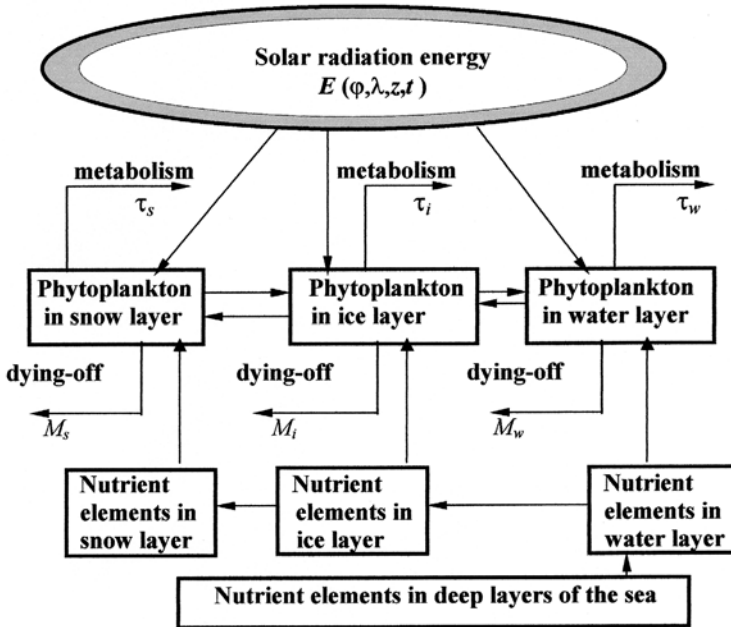 Solar radiation energy
E (φ,λ,z,t )
metabolism
metabolism
metabolism
τs
τi
τw
Phytoplankton
in snow layer
Phytoplankton
in ice layer
Phytoplankton
in water layer
dying-off
dying-off
dying-off
Ms
Mi
Mw
Nutrient
elements in
snow layer
Nutrient
elements in
ice layer
Nutrient
elements in
water layer
Nutrient elements in deep layers of the sea